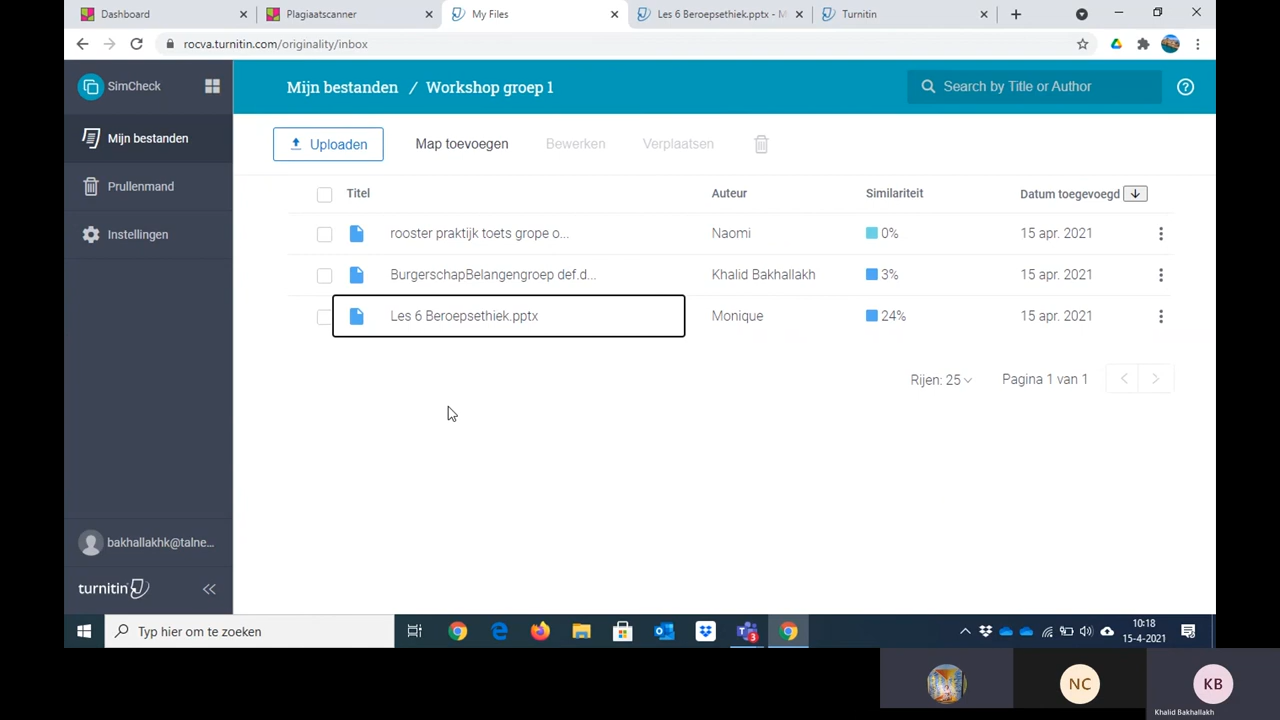 Dashboard
Plagiaatscanner
My Files
Les 6 Beroepsethiek.pptx - M
Turnitin
rocva.turnitin.com/originality/inbox
SimCheck
Mijn bestanden / Workshop groep 1
Search by Title or Author
Mijn bestanden
Uploaden
Map toevoegen
Bewerken
Verplaatsen
Prullenmand
Titel
Auteur
Similariteit
Datum toegevoegd
Instellingen
rooster praktijk toets grope o...
Naomi
0%
15 apr. 2021
BurgerschapBelangengroep def.d...
Khalid Bakhallakh
3%
15 apr. 2021
Les 6 Beroepsethiek.pptx
Monique
24%
15 apr. 2021
Rijen: 25
Pagina 1 van 1
bakhallakhk@talne...
turnitin
Typ hier om te zoeken
3
10:18
15-4-2021
NC
KB
Khalid Bakhallakh